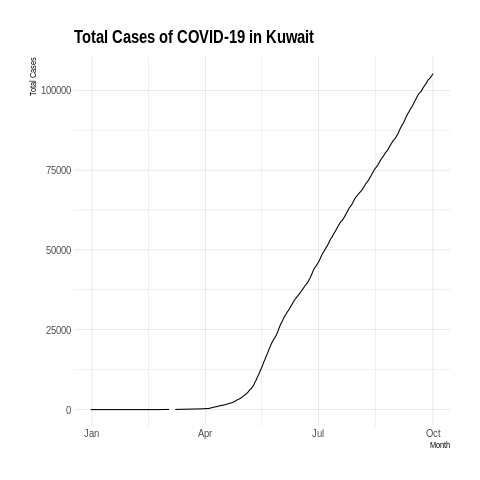 Total Cases of COVID-19 in Kuwait
Total Cases
100000
75000
50000
25000
0
Jan Apr Jul Oct
Month